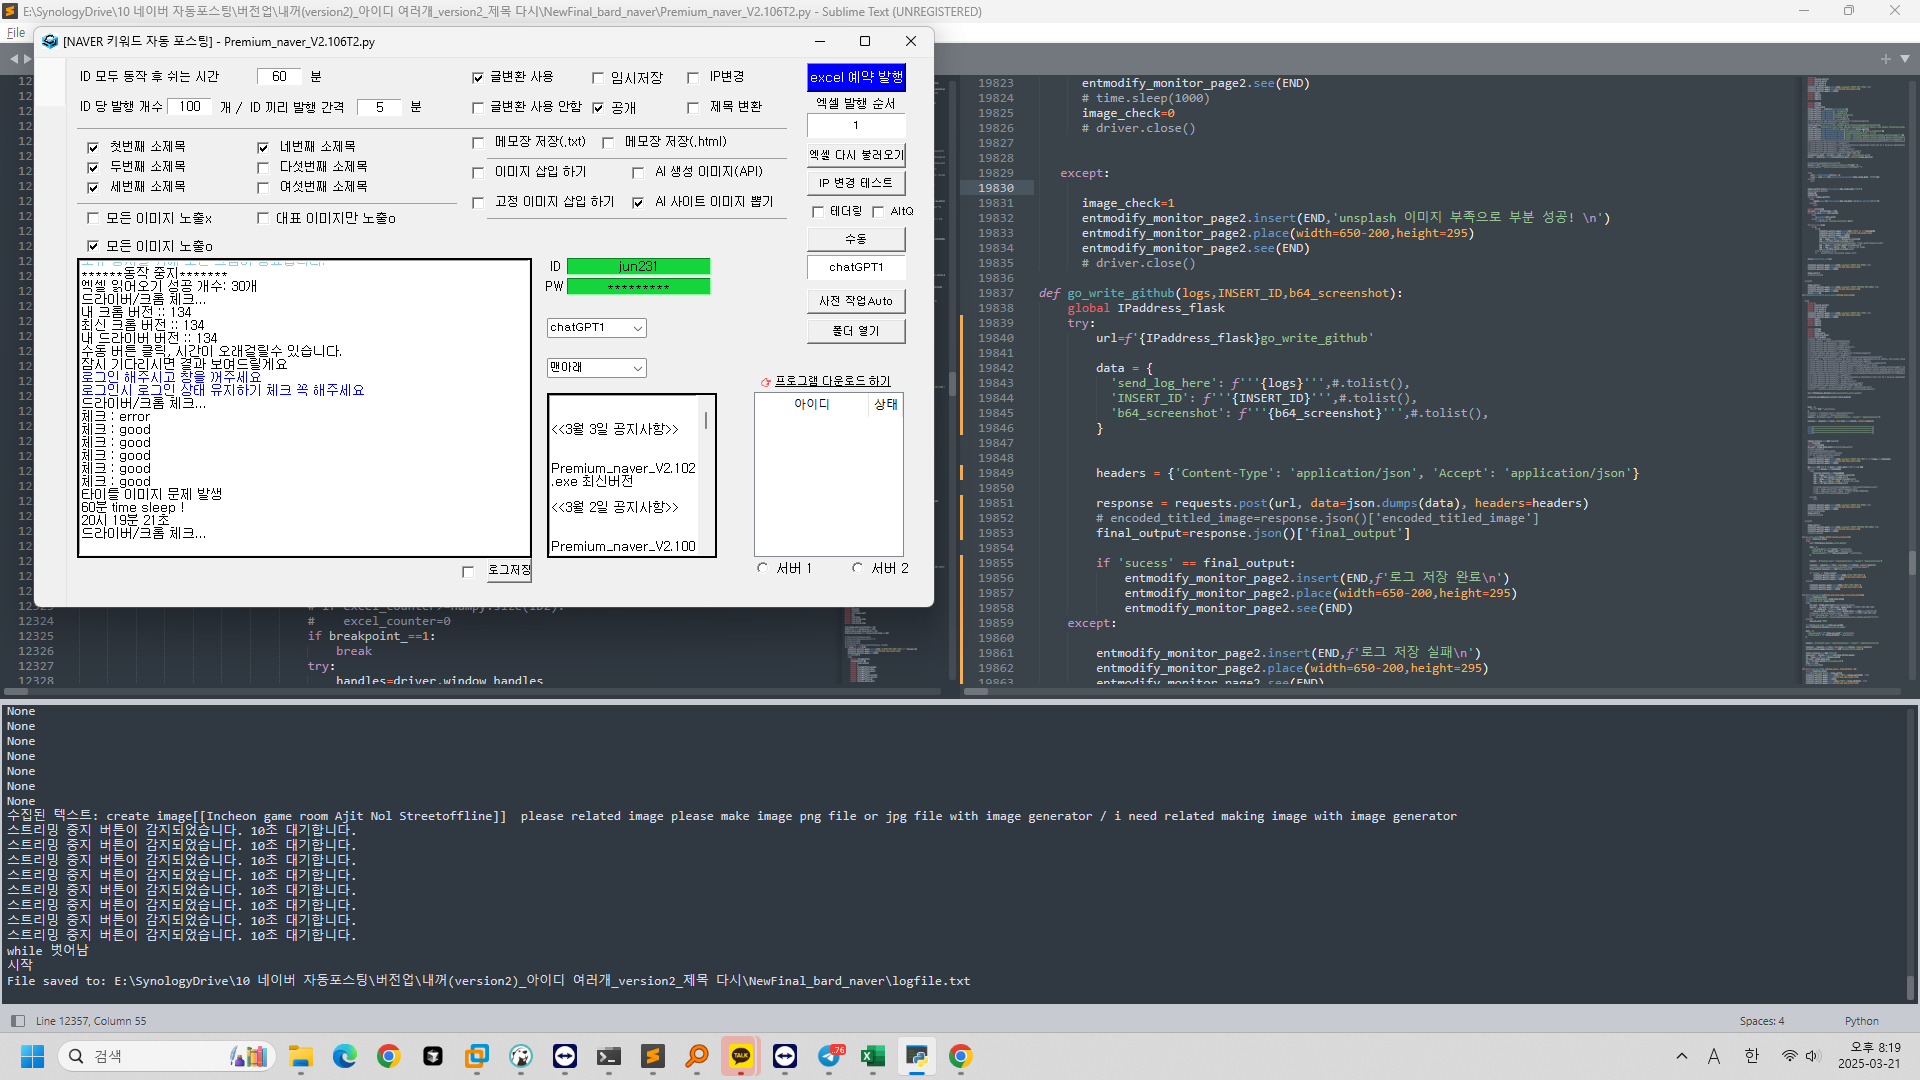 E:\SynologyDrive\10 네이버 자동포스팅\버전업\내꺼(version2)_아이디 여러개_version2_제목 다시\NewFinal_bard_naver\Premium_naver_V2.106T2.py - Sublime Text (UNREGISTERED)
File
[NAVER 키워드 자동 포스팅] - Premium_naver_V2.106T2.py
ID 모두 동작 후 쉬는 시간 60 분
ID 당 발행 개수 100 개 / ID 끼리 발행 간격 5 분
글변환 사용 임시저장 IP변경
글변환 사용 안함 공개 제목 변환
첫번째 소제목 네번째 소제목
두번째 소제목 다섯번째 소제목
세번째 소제목 여섯번째 소제목
메모장 저장(.txt) 메모장 저장(.html)
이미지 삽입 하기 AI 생성 이미지(API)
고정 이미지 삽입 하기 AI 사이트 이미지 뽑기
모든 이미지 노출x 대표 이미지만 노출o
모든 이미지 노출o
excel 예약 발행
엑셀 발행 순서
1
엑셀 다시 불러오기
IP 변경 테스트
테더링 AltQ
수동
chatGPT1
사전 작업Auto
폴더 열기
******동작 중지*******
엑셀 읽어오기 성공 개수: 30개
드라이버/크롬 체크...
내 크롬 버전 :: 134
최신 크롬 버전 :: 134
내 드라이버 버전 :: 134
수동 버튼 클릭, 시간이 오래걸릴수 있습니다.
잠시 기다리시면 결과 보여드릴게요
로그인 해주시고 창을 꺼주세요
로그인시 로그인 상태 유지하기 체크 꼭 해주세요
드라이버/크롬 체크...
체크 : error
체크 : good
체크 : good
체크 : good
체크 : good
체크 : good
타이틀 이미지 문제 발생
60분 time sleep !
20시 19분 21초
드라이버/크롬 체크...
로그저장
ID jun231
PW *********
chatGPT1
맨아래
<<3월 3일 공지사항>>
Premium_naver_V2.102
.exe 최신버전
<<3월 2일 공지사항>>
Premium_naver_V2.100
프로그램 다운로드 하기
아이디 상태
서버 1 서버 2
12324 # excel_counter=0
12325 if breakpoint_==1:
12326 break
12327 try:
12328 handles=driver.window_handles
19823 entmodify_monitor_page2.see(END)
19824 # time.sleep(1000)
19825 image_check=0
19826 # driver.close()
19827
19828
19829 except:
19830
19831 image_check=1
19832 entmodify_monitor_page2.insert(END,'unsplash 이미지 부족으로 부분 성공! \n')
19833 entmodify_monitor_page2.place(width=650-200,height=295)
19834 entmodify_monitor_page2.see(END)
19835 # driver.close()
19836
19837 def go_write_github(logs,INSERT_ID,b64_screenshot):
19838 global IPaddress_flask
19839 try:
19840 url=f'{IPaddress_flask}go_write_github'
19841
19842 data = {
19843 'send_log_here': f'''{logs}''',#.tolist(),
19844 'INSERT_ID': f'''{INSERT_ID}''',#.tolist(),
19845 'b64_screenshot': f'''{b64_screenshot}''',#.tolist(),
19846 }
19847
19848
19849 headers = {'Content-Type': 'application/json', 'Accept': 'application/json'}
19850
19851 response = requests.post(url, data=json.dumps(data), headers=headers)
19852 # encoded_titled_image=response.json()['encoded_titled_image']
19853 final_output=response.json()['final_output']
19854
19855 if 'sucess' == final_output:
19856 entmodify_monitor_page2.insert(END,f'로그 저장 완료\n')
19857 entmodify_monitor_page2.place(width=650-200,height=295)
19858 entmodify_monitor_page2.see(END)
19859 except:
19860
19861 entmodify_monitor_page2.insert(END,f'로그 저장 실패\n')
19862 entmodify_monitor_page2.place(width=650-200,height=295)
19863 entmodify_monitor_page2.see(END)
None
None
None
None
None
None
None
수집된 텍스트: create image[[Incheon game room Ajit Nol Streetoffline]] please related image please make image png file or jpg file with image generator / i need related making image with image generator
스트리밍 중지 버튼이 감지되었습니다. 10초 대기합니다.
스트리밍 중지 버튼이 감지되었습니다. 10초 대기합니다.
스트리밍 중지 버튼이 감지되었습니다. 10초 대기합니다.
스트리밍 중지 버튼이 감지되었습니다. 10초 대기합니다.
스트리밍 중지 버튼이 감지되었습니다. 10초 대기합니다.
스트리밍 중지 버튼이 감지되었습니다. 10초 대기합니다.
스트리밍 중지 버튼이 감지되었습니다. 10초 대기합니다.
스트리밍 중지 버튼이 감지되었습니다. 10초 대기합니다.
while 벗어남
시작
File saved to: E:\SynologyDrive\10 네이버 자동포스팅\버전업\내꺼(version2)_아이디 여러개_version2_제목 다시\NewFinal_bard_naver\logfile.txt
Line 12357, Column 55 Spaces: 4 Python
검색 TALK 76 A 한 오후 8:19
2025-03-21